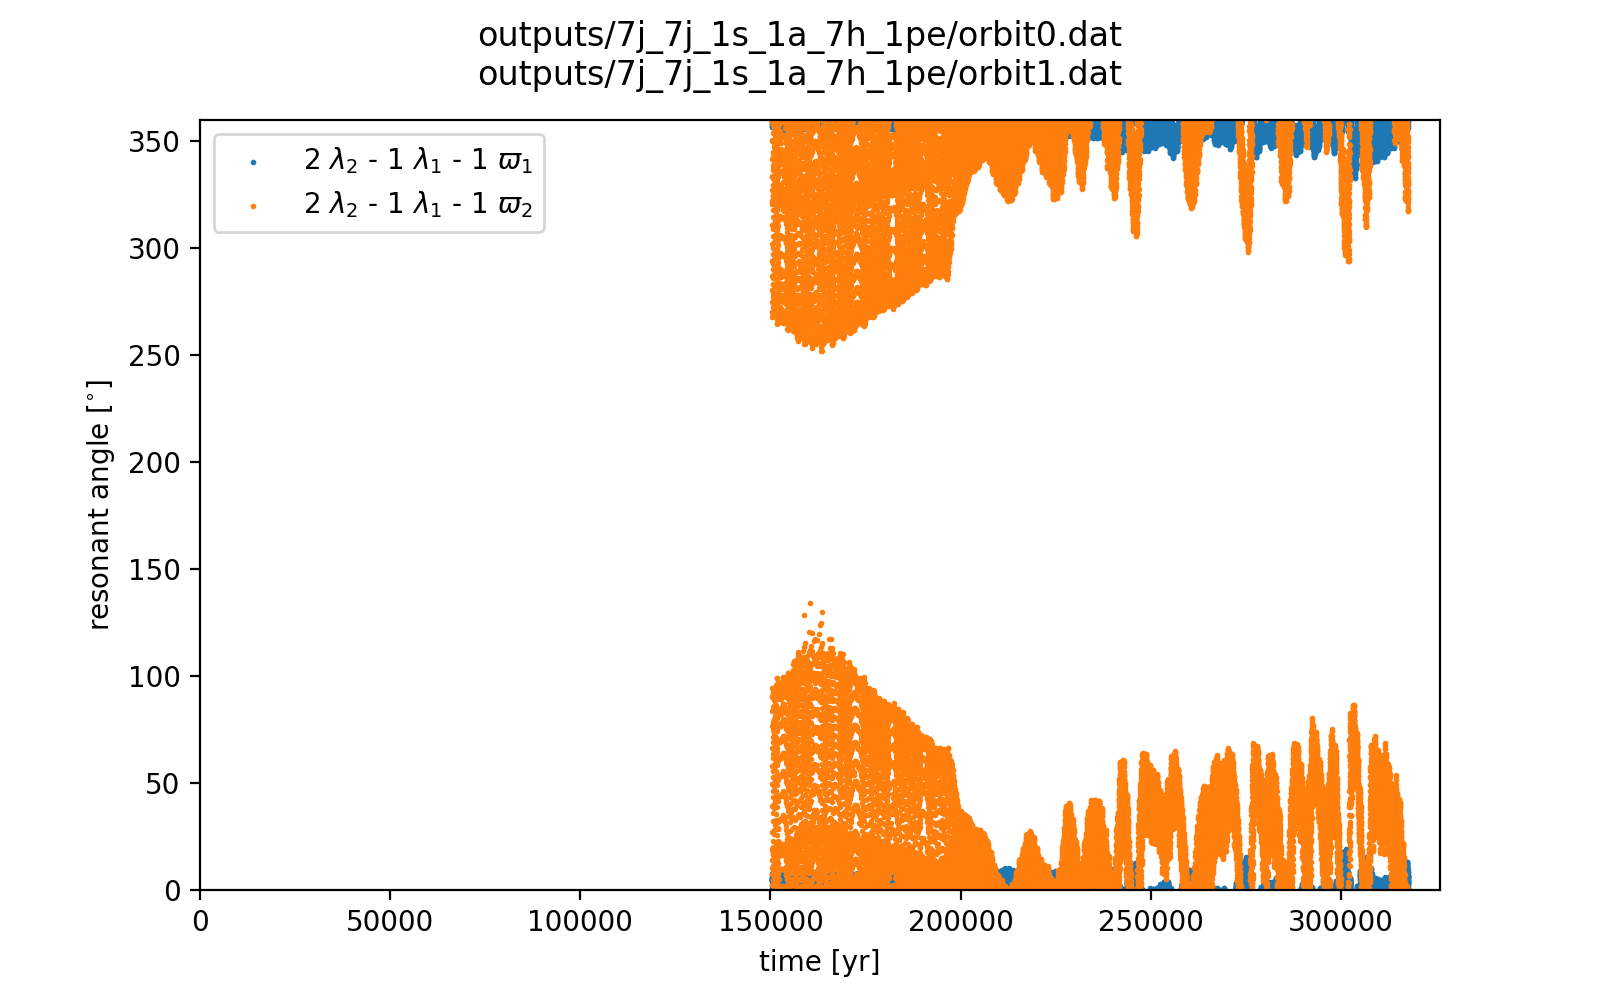 outputs/7j_7j_1s_1a_7h_1pe/orbit0.dat
outputs/7j_7j_1s_1a_7h_1pe/orbit1.dat
350
300
250
200
150
100
50
0
resonant angle [°]
2 λ₂ - 1 λ₁ - 1 ϖ₁
2 λ₂ - 1 λ₁ - 1 ϖ₂
0
50000
100000
150000
200000
250000
300000
time [yr]